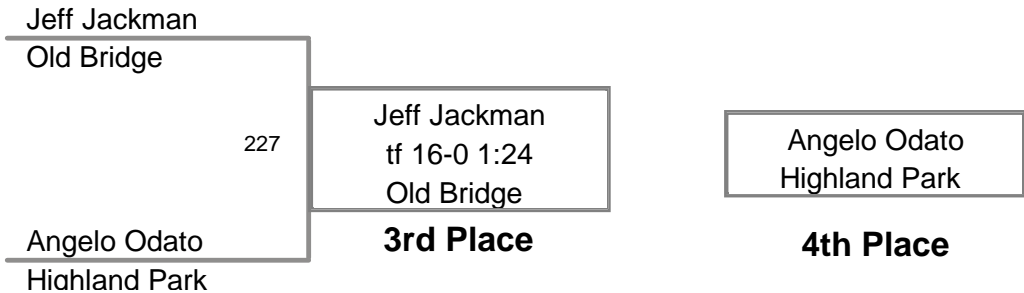 Jeff Jackman
Old Bridge
227
Jeff Jackman
tf 16-0 1:24
Old Bridge
3rd Place
Angelo Odato
Highland Park
4th Place
Angelo Odato
Highland Park